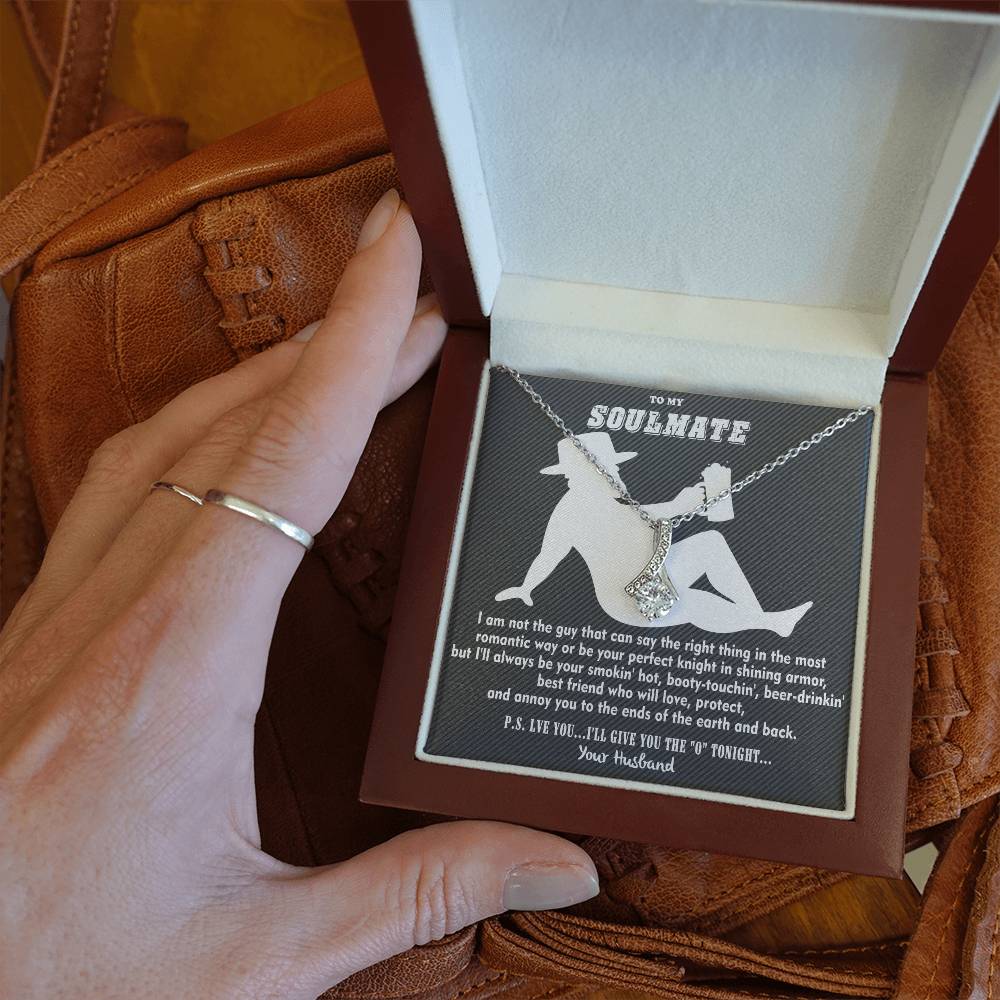 TO MY
SOULMATE
I am not the guy that can say the right thing in the most
romantic way or be your perfect knight in shining armor,
but I'll always be your smokin' hot, booty-touchin', beer-drinkin'
best friend who will love, protect,
and annoy you to the ends of the earth and back.
P.S. LVE YOU...I'LL GIVE YOU THE "O" TONIGHT...
Your Husband